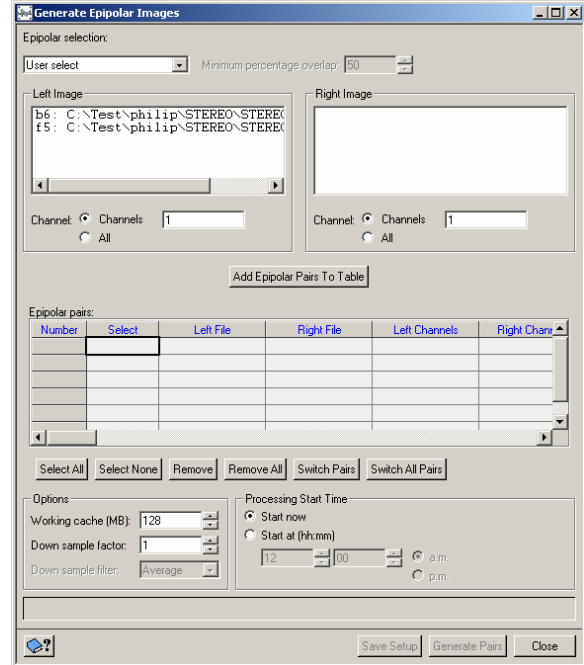 Generate Epipolar Images
Epipolar selection:
User select
Minimum percentage overlap: 50
Left Image
Right Image
b6: C:\Test\philip\STEREO\STERE(
f5: C:\Test\philip\STEREO\STERE(
Channel: Channels 1
All
Channel: Channels 1
All
Add Epipolar Pairs To Table
Epipolar pairs:
Number Select Left File Right File Left Channels Right Chann
Select All Select None Remove Remove All Switch Pairs Switch All Pairs
Options
Working cache (MB): 128
Down sample factor: 1
Down sample filter: Average
Processing Start Time
Start now
Start at (hh:mm)
12 00 a.m.
p.m.
Save Setup Generate Pairs Close